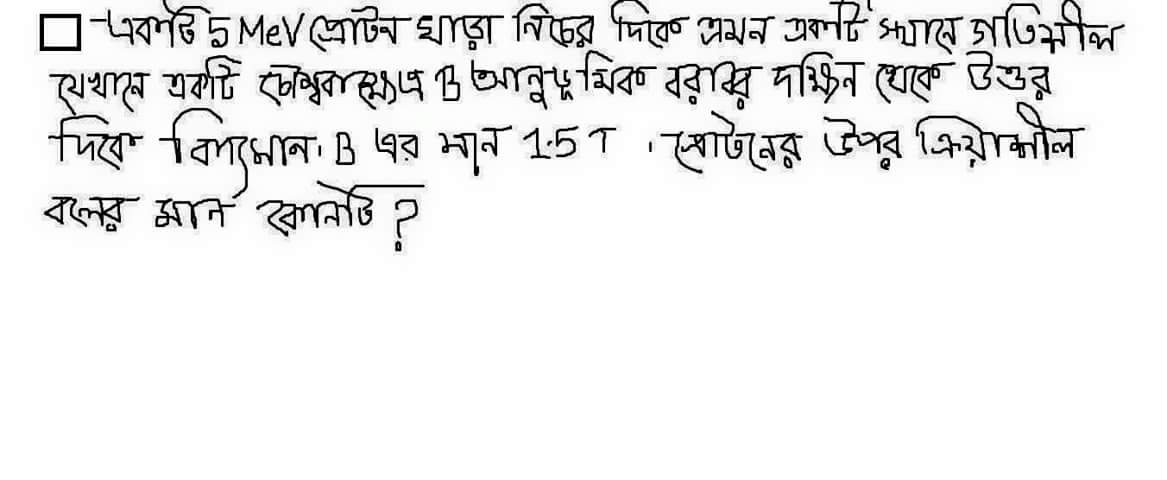 একটি 5 MeV প্রোটন খাড়া নিচের দিকে এমন একটি স্থানে গতিশীল
যেখানে একটি চৌম্বকক্ষেত্র B আনুভূমিক বরাবর দক্ষিন থেকে উত্তর
দিকে বিদ্যমান। B এর মান 1.5 T . প্রোটনের উপর ক্রিয়াশীল
বলের মান কোনটি ?